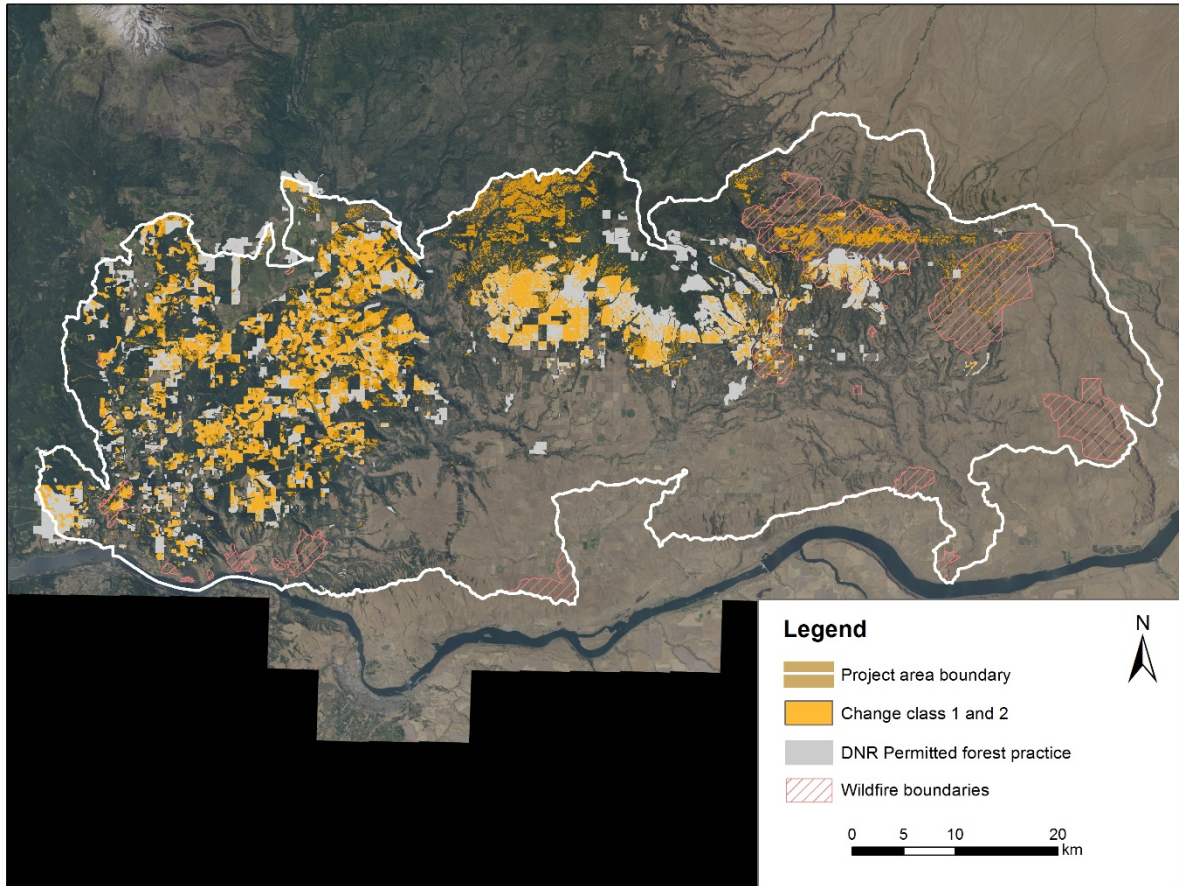 Legend
N
Project area boundary
Change class 1 and 2
DNR Permitted forest practice
Wildfire boundaries
0 5 10 20
km